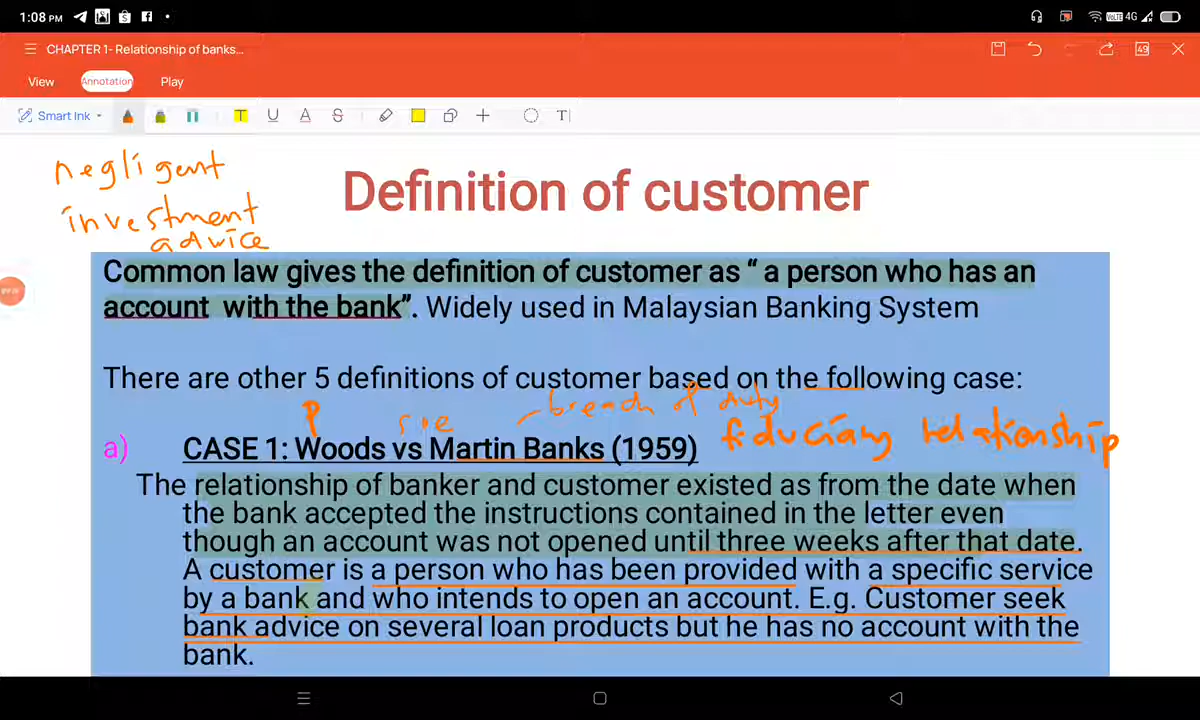 1:08 PM
VoLTE 4G
CHAPTER 1- Relationship of banks...
49
View Annotation Play
Smart Ink T U A S T
negligent
investment
advice
Definition of customer
Common law gives the definition of customer as “ a person who has an
account with the bank”. Widely used in Malaysian Banking System
There are other 5 definitions of customer based on the following case:
P sue breach of duty
fiduciary relationship
a) CASE 1: Woods vs Martin Banks (1959)
The relationship of banker and customer existed as from the date when
the bank accepted the instructions contained in the letter even
though an account was not opened until three weeks after that date.
A customer is a person who has been provided with a specific service
by a bank and who intends to open an account. E.g. Customer seek
bank advice on several loan products but he has no account with the
bank.